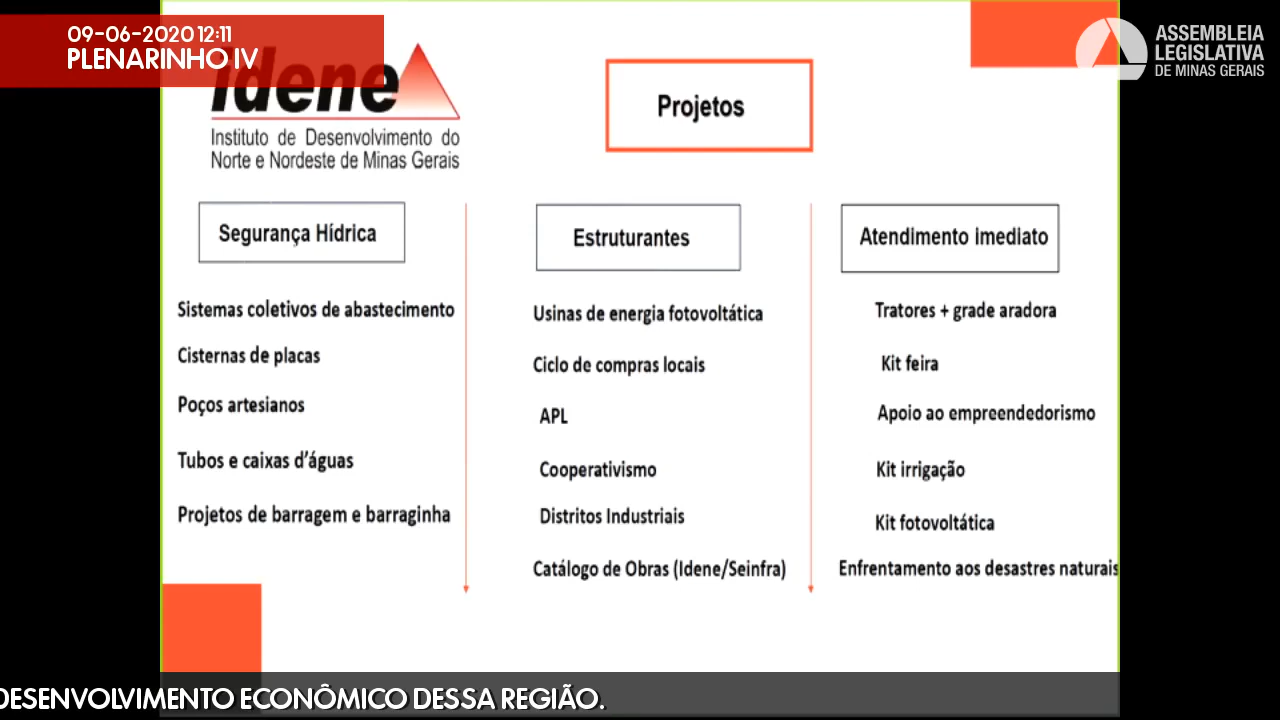 09-06-2020 12:11
PLENARINHO IV
ASSEMBLEIA
LEGISLATIVA
DE MINAS GERAIS
idene
Instituto de Desenvolvimento do
Norte e Nordeste de Minas Gerais
Projetos
Segurança Hídrica
Sistemas coletivos de abastecimento
Cisternas de placas
Poços artesianos
Tubos e caixas d'águas
Projetos de barragem e barraginha
Estruturantes
Usinas de energia fotovoltática
Ciclo de compras locais
APL
Cooperativismo
Distritos Industriais
Catálogo de Obras (Idene/Seinfra)
Atendimento imediato
Tratores + grade aradora
Kit feira
Apoio ao empreendedorismo
Kit irrigação
Kit fotovoltática
Enfrentamento aos desastres naturais
DESENVOLVIMENTO ECONÔMICO DESSA REGIÃO.